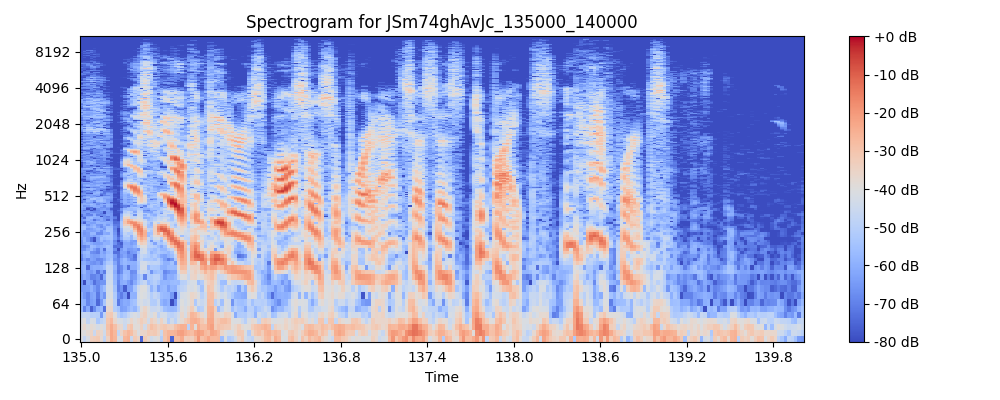 Spectrogram for JSm74ghAvJc_135000_140000
8192
4096
2048
1024
512
256
128
64
0
Hz
135.0 135.6 136.2 136.8 137.4 138.0 138.6 139.2 139.8
Time
+0 dB
-10 dB
-20 dB
-30 dB
-40 dB
-50 dB
-60 dB
-70 dB
-80 dB